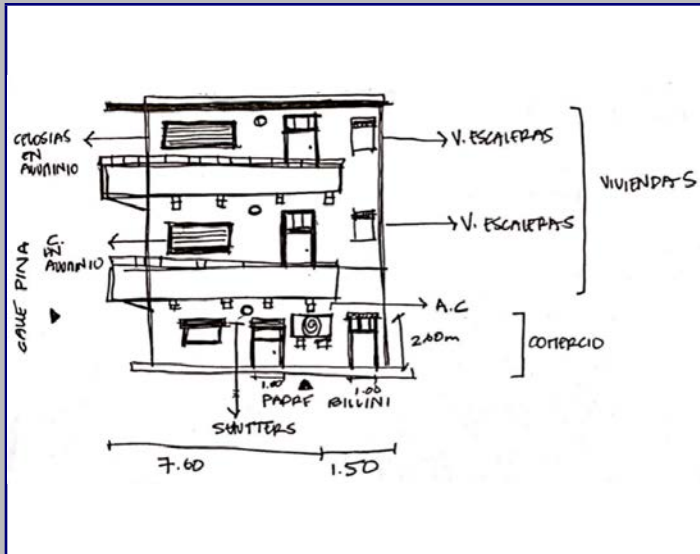 CELOSIAS
EN
ALUMINIO
V. ESCALERAS
VIVIENDAS
C.
EN
ALUMINIO
V. ESCALERAS
CALLE PINA
A.C
2.60m
COMERCIO
1.00
1.00
PADRE BILLINI
SHUTTERS
7.60
1.50